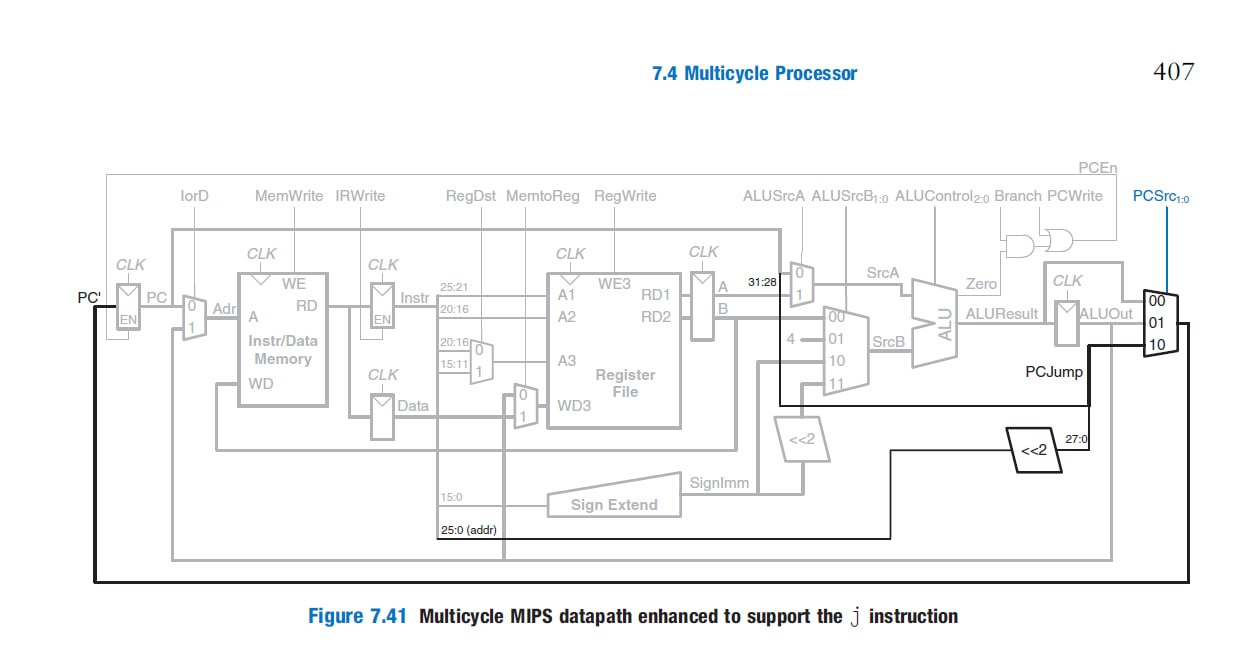 7.4 Multicycle Processor 407
PCEn
IorD MemWrite IRWrite RegDst MemtoReg RegWrite ALUSrcA ALUSrcB1:0 ALUControl2:0 Branch PCWrite PCSrc1:0
CLK CLK CLK CLK CLK CLK
PC' PC EN
0 1 Adr
WE RD A WD
Instr/Data
Memory
EN Instr
CLK
Data
25:21
20:16
20:16
15:11
15:0
25:0 (addr)
0 1
0 1
WE3
A1 RD1
A2 RD2
A3
WD3
Register
File
A
B
31:28
0 1
SrcA
4
00
01
10
11
SrcB
ALU
Zero
ALUResult
ALUOut
00
01
10
PCJump
<<2
<<2
27:0
SignImm
Sign Extend
Figure 7.41 Multicycle MIPS datapath enhanced to support the j instruction